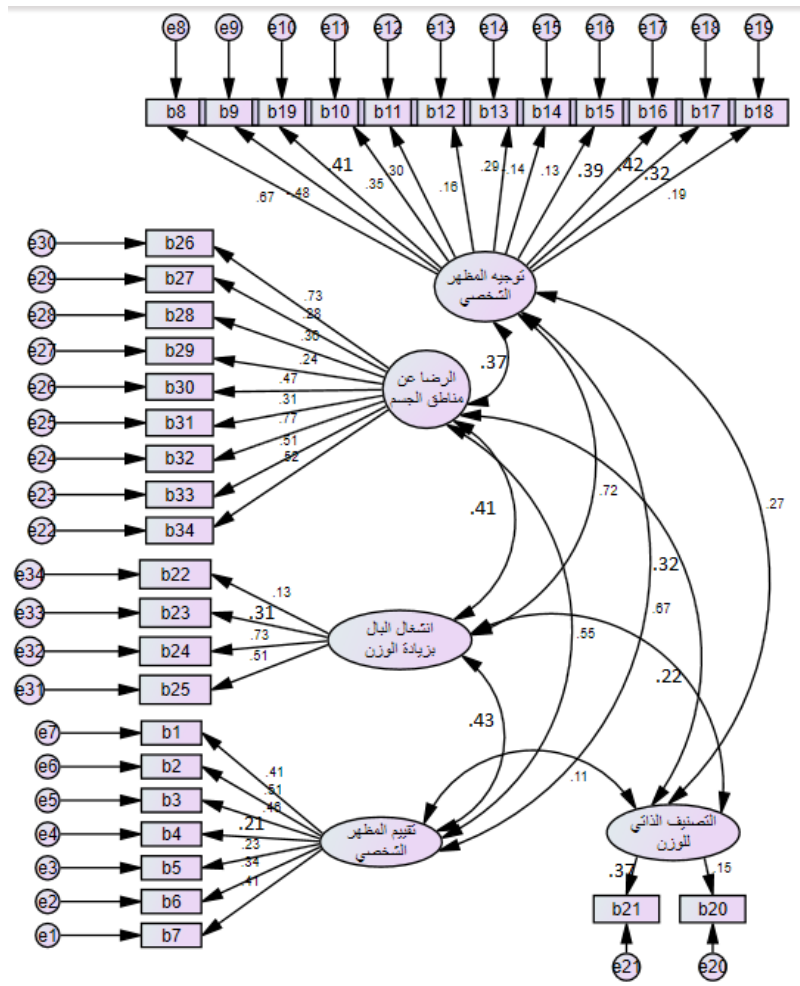 e8 e9 e10 e11 e12 e13 e14 e15 e16 e17 e18 e19
b8 b9 b19 b10 b11 b12 b13 b14 b15 b16 b17 b18
.67 .48 .41 .35 .30 .16 .29 .14 .13 .39 .42 .32 .19
توجيه المظهر
الشخصي
e30 b26 .73
e29 b27 .28
e28 b28 .36
e27 b29 .24
e26 b30 .47
e25 b31 .31
e24 b32 .77
e23 b33 .51
e22 b34 .52
الرضا عن
مناطق الجسم
.37
.41
.72
.27
.32
.67
.55
e34 b22 .13
e33 b23 .31
e32 b24 .73
e31 b25 .51
انشغال البال
بزيادة الوزن
.22
.43
e7 b1 .41
e6 b2 .51
e5 b3 .46
e4 b4 .21
e3 b5 .23
e2 b6 .34
e1 b7 .41
تقييم المظهر
الشخصي
.11
التصنيف الذاتي
للوزن
.37 .15
b21 b20
e21 e20